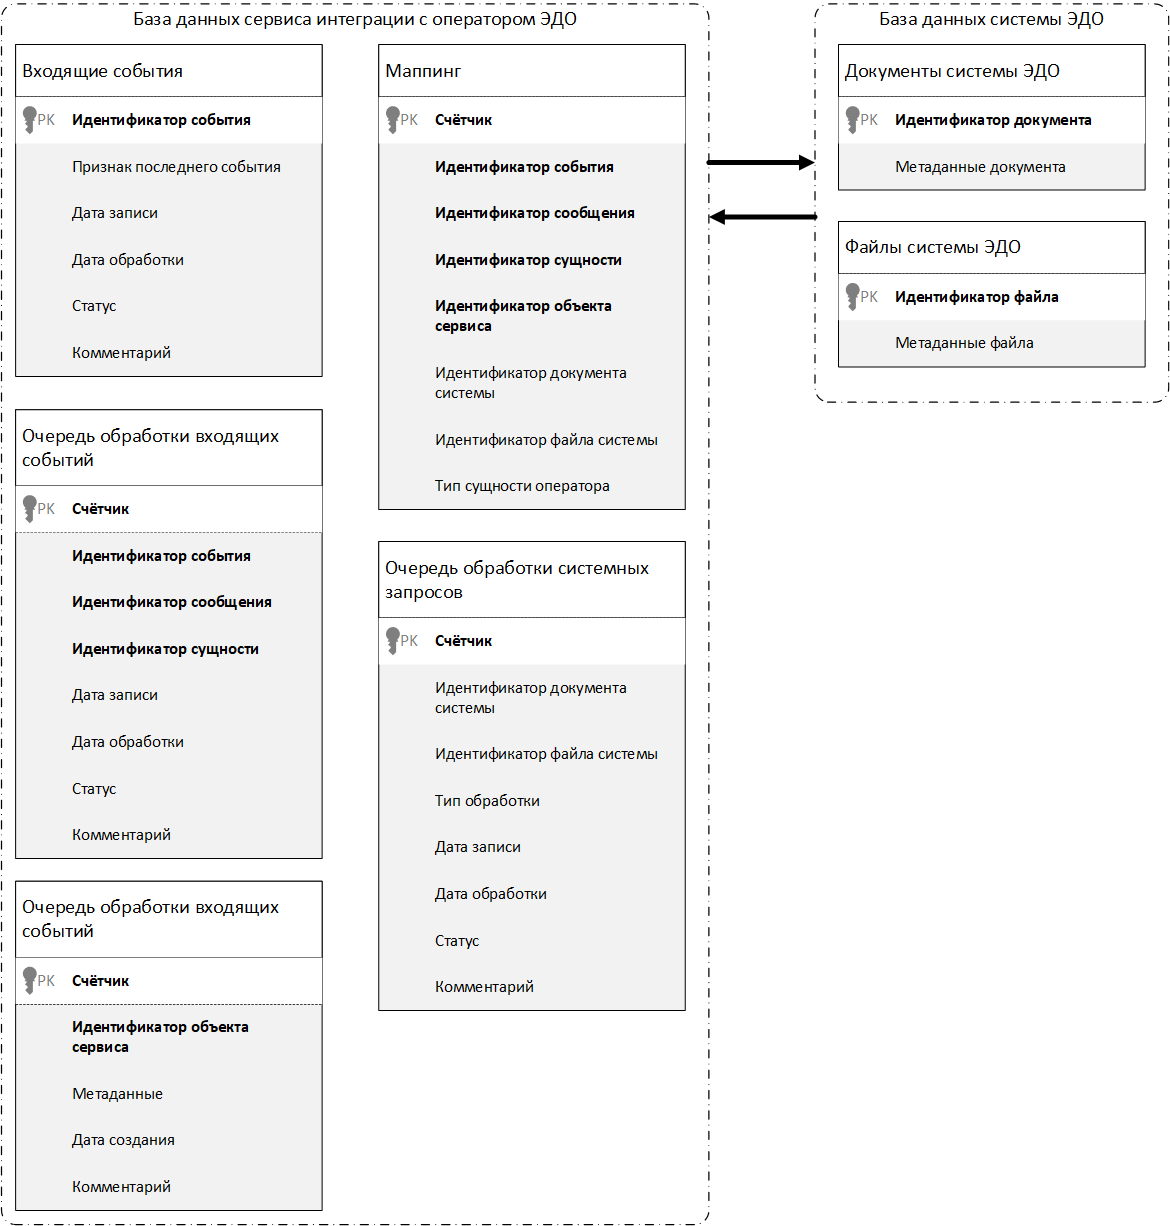 База данных сервиса интеграции с оператором ЭДО
Входящие события
PK Идентификатор события
Признак последнего события
Дата записи
Дата обработки
Статус
Комментарий
Очередь обработки входящих
событий
PK Счётчик
Идентификатор события
Идентификатор сообщения
Идентификатор сущности
Дата записи
Дата обработки
Статус
Комментарий
Очередь обработки входящих
событий
PK Счётчик
Идентификатор объекта
сервиса
Метаданные
Дата создания
Комментарий
Маппинг
PK Счётчик
Идентификатор события
Идентификатор сообщения
Идентификатор сущности
Идентификатор объекта
сервиса
Идентификатор документа
системы
Идентификатор файла системы
Тип сущности оператора
Очередь обработки системных
запросов
PK Счётчик
Идентификатор документа
системы
Идентификатор файла системы
Тип обработки
Дата записи
Дата обработки
Статус
Комментарий
База данных системы ЭДО
Документы системы ЭДО
PK Идентификатор документа
Метаданные документа
Файлы системы ЭДО
PK Идентификатор файла
Метаданные файла